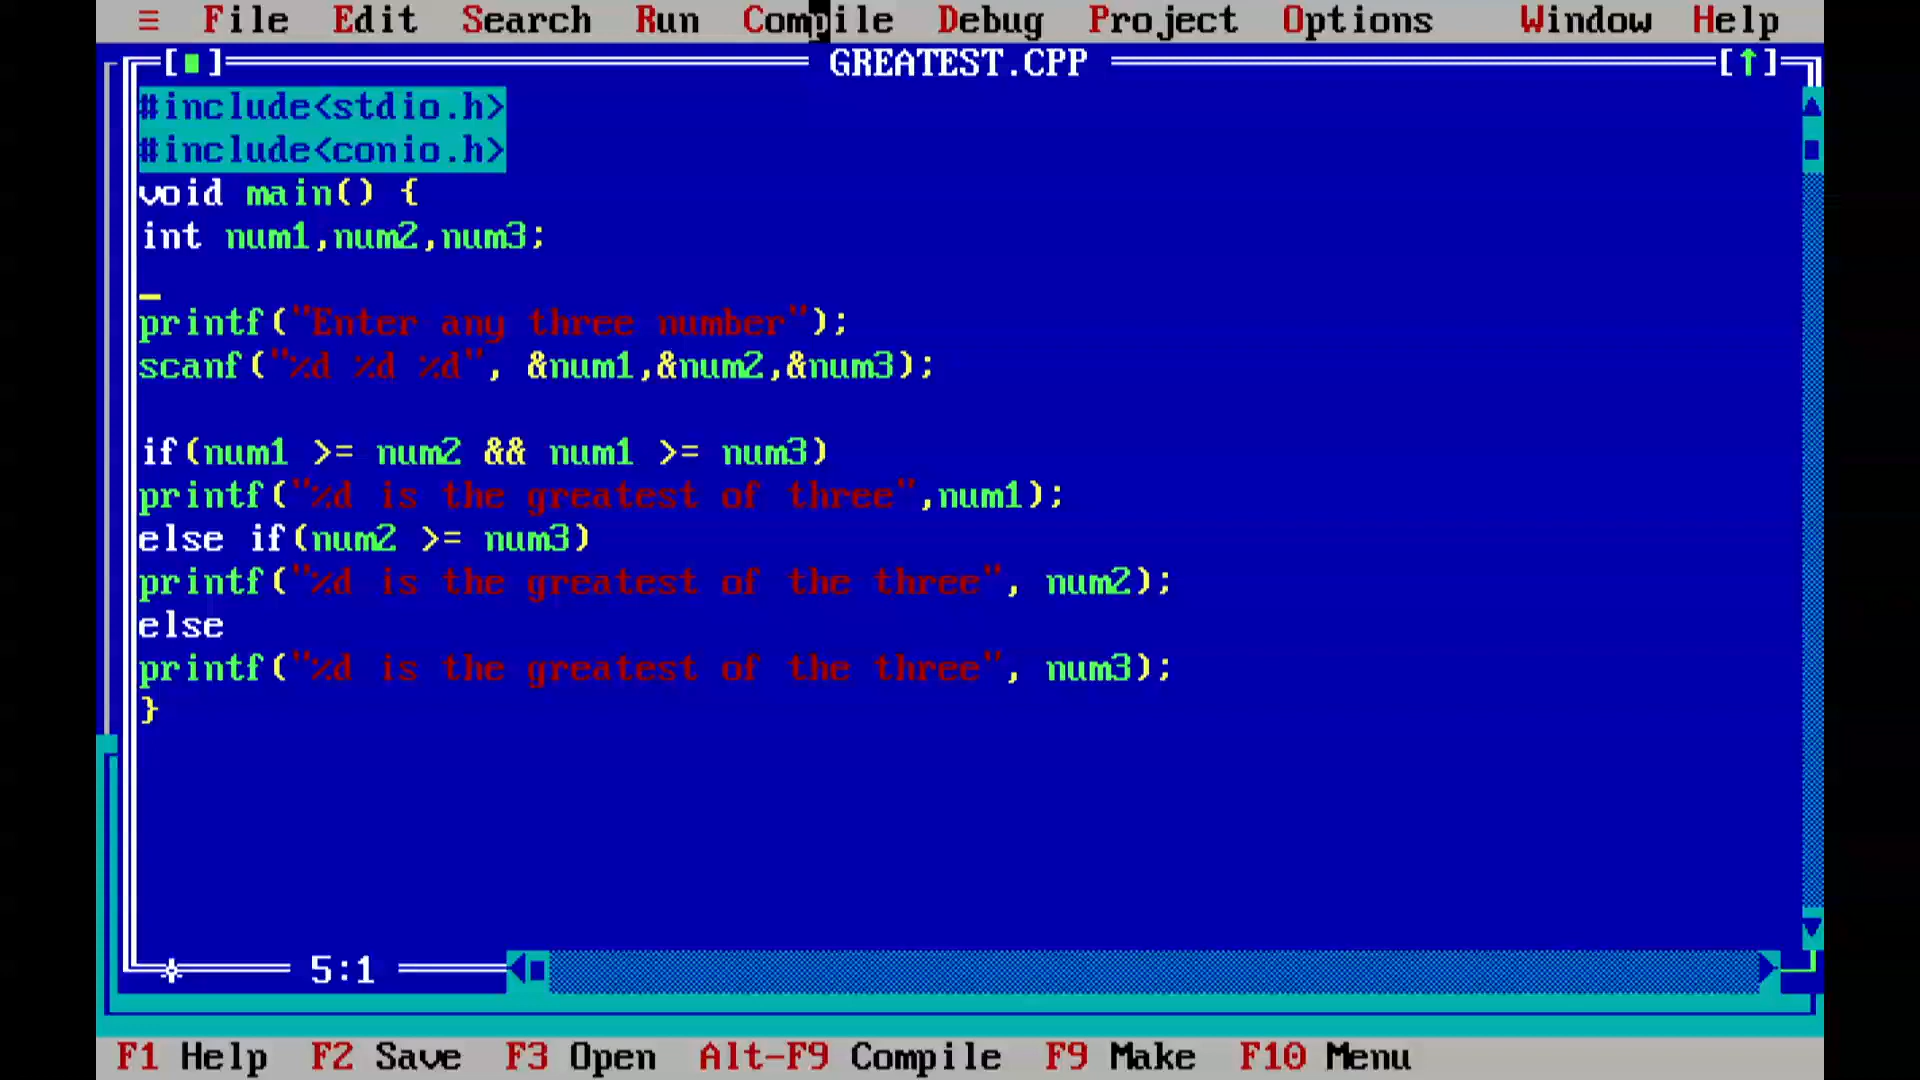 ≡ File Edit Search Run Compile Debug Project Options Window Help
[■] GREATEST.CPP [↑]
#include<stdio.h>
#include<conio.h>
void main() {
int num1,num2,num3;
printf("Enter any three number");
scanf("%d %d %d", &num1,&num2,&num3);
if(num1 >= num2 && num1 >= num3)
printf("%d is the greatest of three",num1);
else if(num2 >= num3)
printf("%d is the greatest of the three", num2);
else
printf("%d is the greatest of the three", num3);
}
5:1
F1 Help F2 Save F3 Open Alt-F9 Compile F9 Make F10 Menu